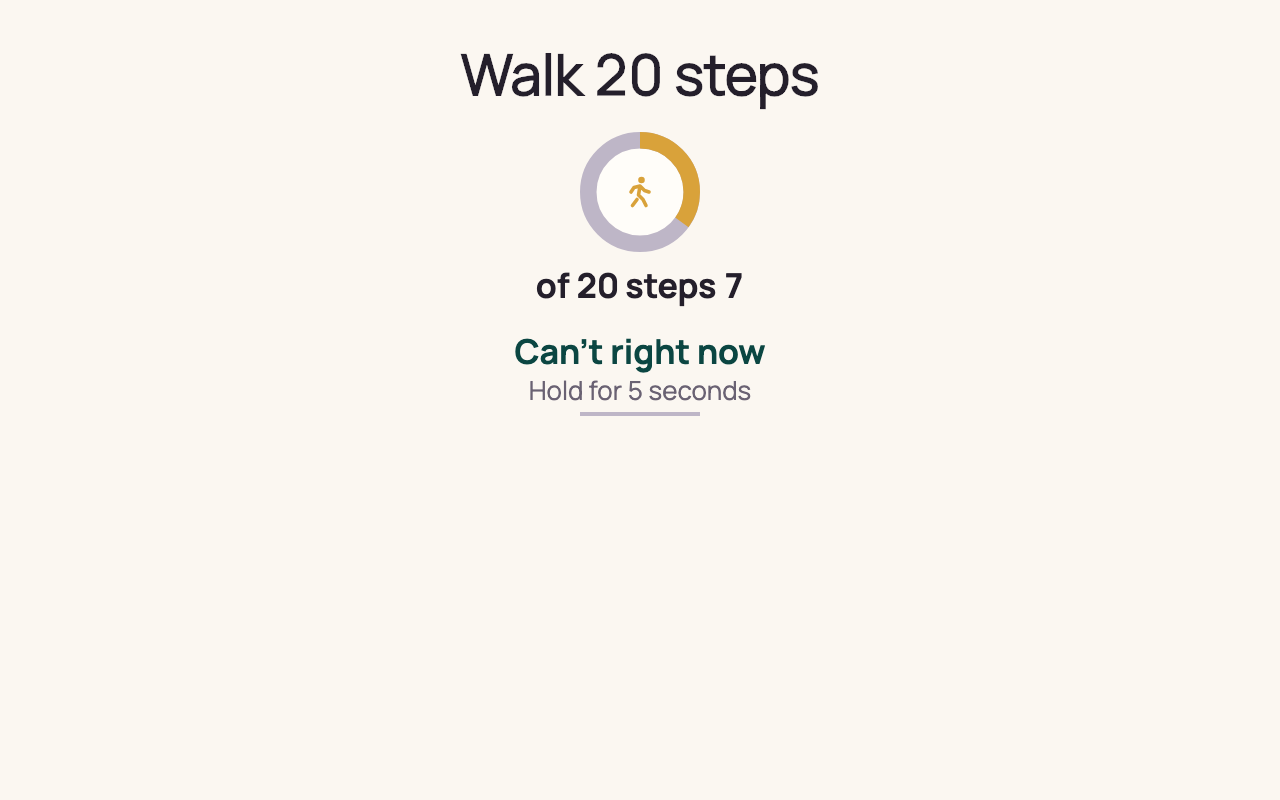 Walk 20 steps
of 20 steps 7
Can’t right now
Hold for 5 seconds